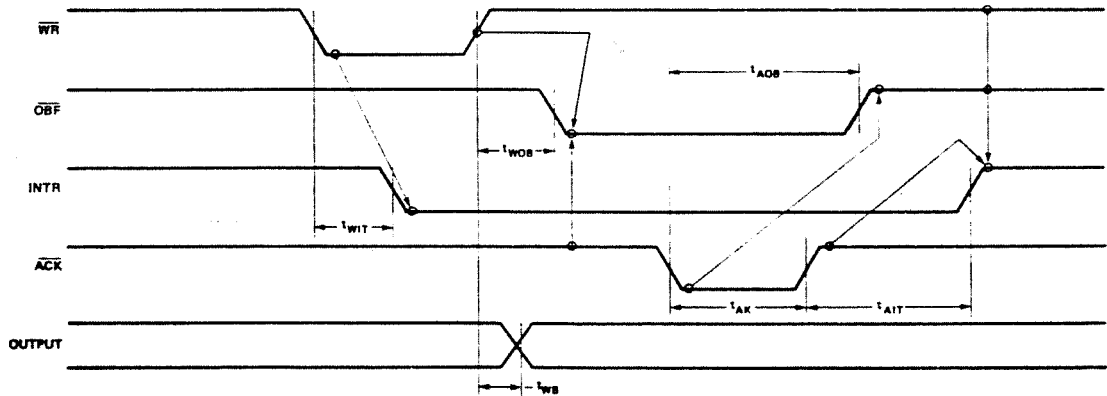 WR
tAOB
OBF
tWOB
INTR
tWIT
ACK
tAK
tAIT
OUTPUT
tWB